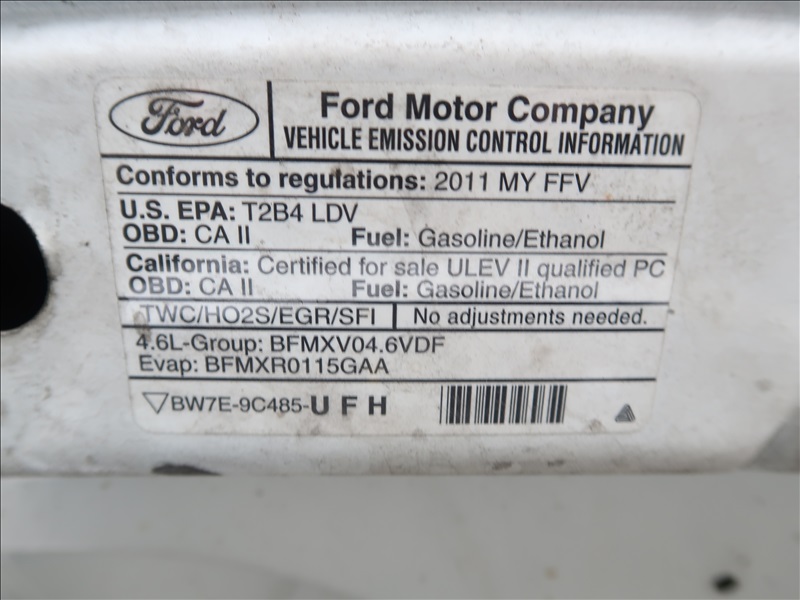 Ford
Ford Motor Company
VEHICLE EMISSION CONTROL INFORMATION
Conforms to regulations: 2011 MY FFV
U.S. EPA: T2B4 LDV
OBD: CA II Fuel: Gasoline/Ethanol
California: Certified for sale ULEV II qualified PC
OBD: CA II Fuel: Gasoline/Ethanol
TWC/HO2S/EGR/SFI No adjustments needed.
4.6L-Group: BFMXV04.6VDF
Evap: BFMXR0115GAA
BW7E-9C485-U F H